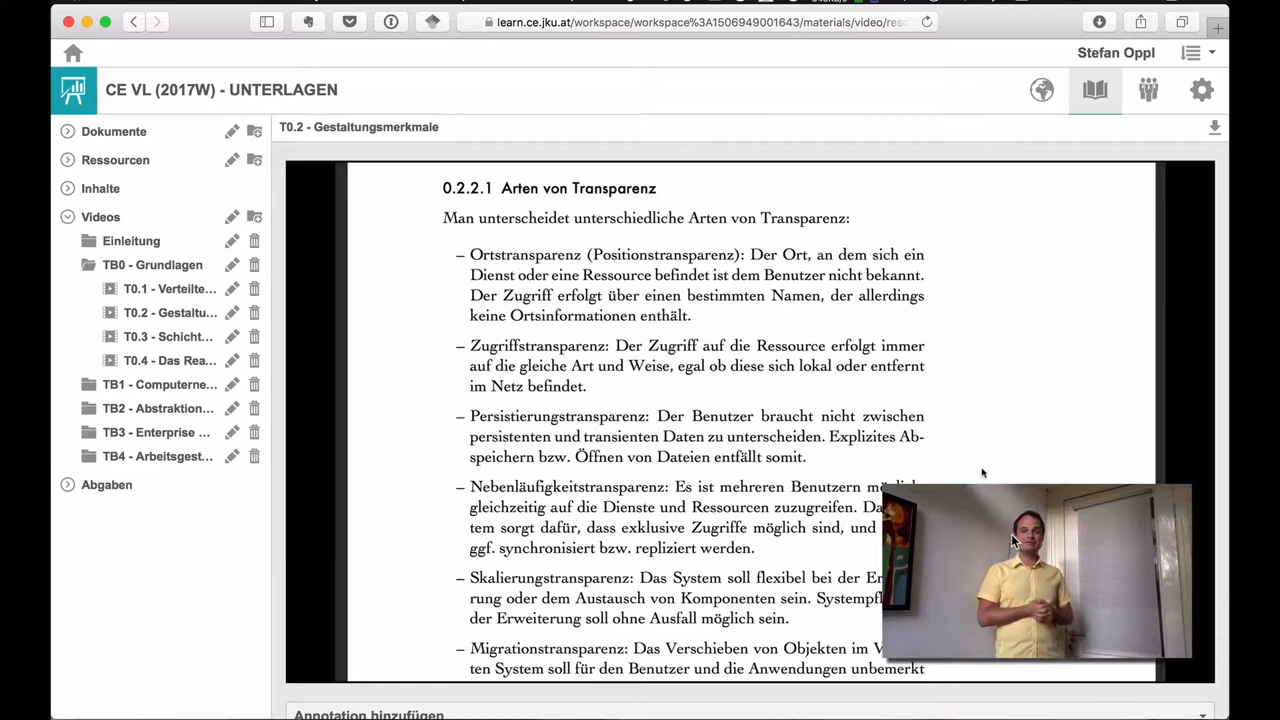 learn.ce.jku.at/workspace/workspace%3A1506949001643/materials/video/res
Stefan Oppl
CE VL (2017W) - UNTERLAGEN
Dokumente
Ressourcen
Inhalte
Videos
Einleitung
TB0 - Grundlagen
T0.1 - Verteilte...
T0.2 - Gestaltu...
T0.3 - Schicht...
T0.4 - Das Rea...
TB1 - Computerne...
TB2 - Abstraktion...
TB3 - Enterprise ...
TB4 - Arbeitsgest...
Abgaben
T0.2 - Gestaltungsmerkmale
0.2.2.1 Arten von Transparenz
Man unterscheidet unterschiedliche Arten von Transparenz:
– Ortstransparenz (Positionstransparenz): Der Ort, an dem sich ein
Dienst oder eine Ressource befindet ist dem Benutzer nicht bekannt.
Der Zugriff erfolgt über einen bestimmten Namen, der allerdings
keine Ortsinformationen enthält.
– Zugriffstransparenz: Der Zugriff auf die Ressource erfolgt immer
auf die gleiche Art und Weise, egal ob diese sich lokal oder entfernt
im Netz befindet.
– Persistierungstransparenz: Der Benutzer braucht nicht zwischen
persistenten und transienten Daten zu unterscheiden. Explizites Ab-
speichern bzw. Öffnen von Dateien entfällt somit.
– Nebenläufigkeitstransparenz: Es ist mehreren Benutzern
gleichzeitig auf die Dienste und Ressourcen zuzugreifen. Da
tem sorgt dafür, dass exklusive Zugriffe möglich sind, und
ggf. synchronisiert bzw. repliziert werden.
– Skalierungstransparenz: Das System soll flexibel bei der Er
rung oder dem Austausch von Komponenten sein. Systempfl
der Erweiterung soll ohne Ausfall möglich sein.
– Migrationstransparenz: Das Verschieben von Objekten im V
ten System soll für den Benutzer und die Anwendungen unbemerkt
Annotation hinzufügen